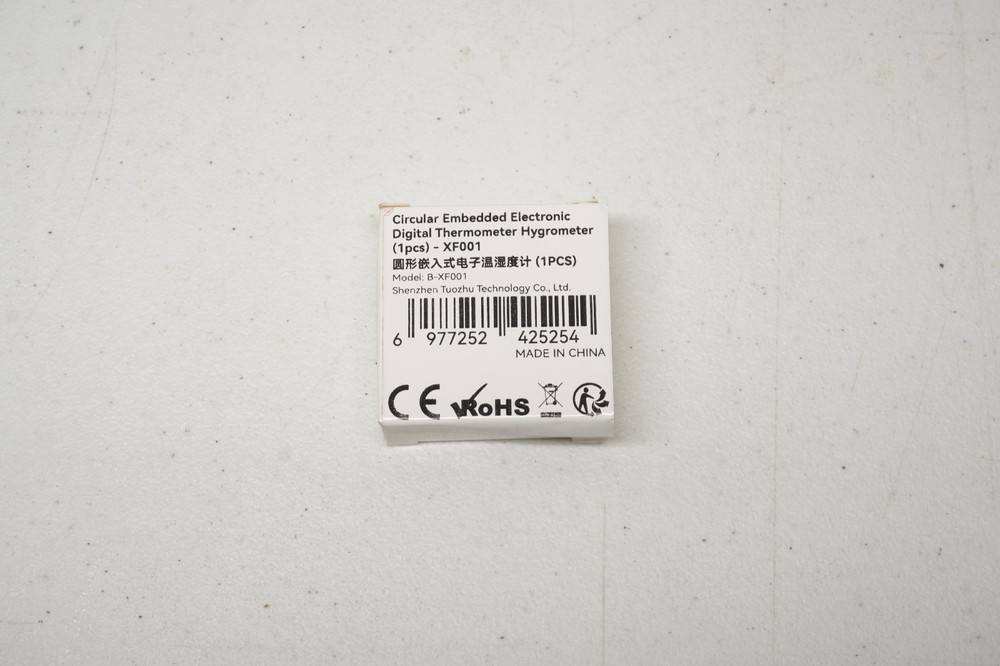 Circular Embedded Electronic
Digital Thermometer Hygrometer
(1pcs) - XF001
圆形嵌入式电子温湿度计 (1PCS)
Model: B-XF001
Shenzhen Tuozhu Technology Co., Ltd.
6 977252 425254
MADE IN CHINA
CE RoHS